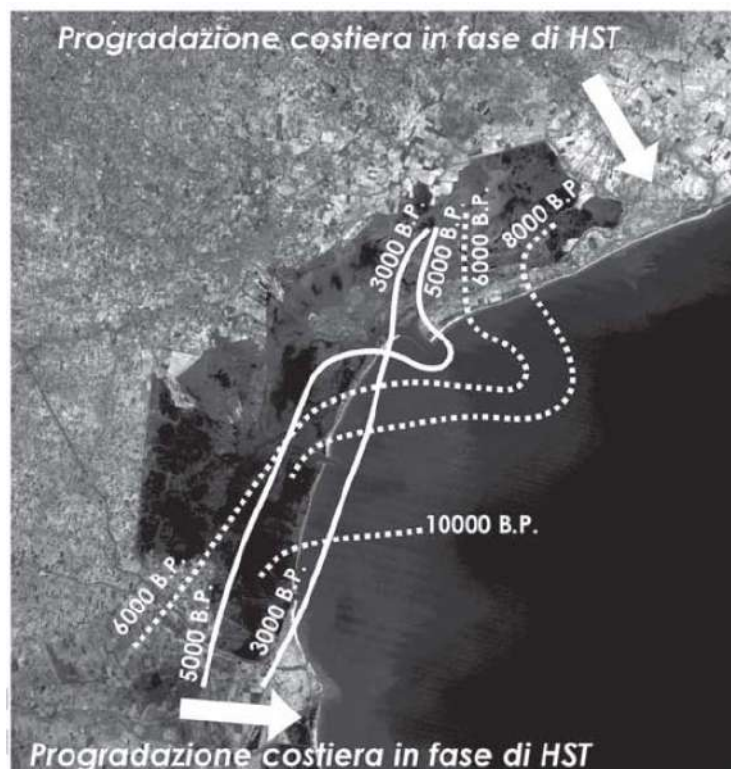 Progradazione costiera in fase di HST
3000 B.P.
5000 B.P.
6000 B.P.
8000 B.P.
10000 B.P.
6000 B.P.
5000 B.P.
3000 B.P.
Progradazione costiera in fase di HST